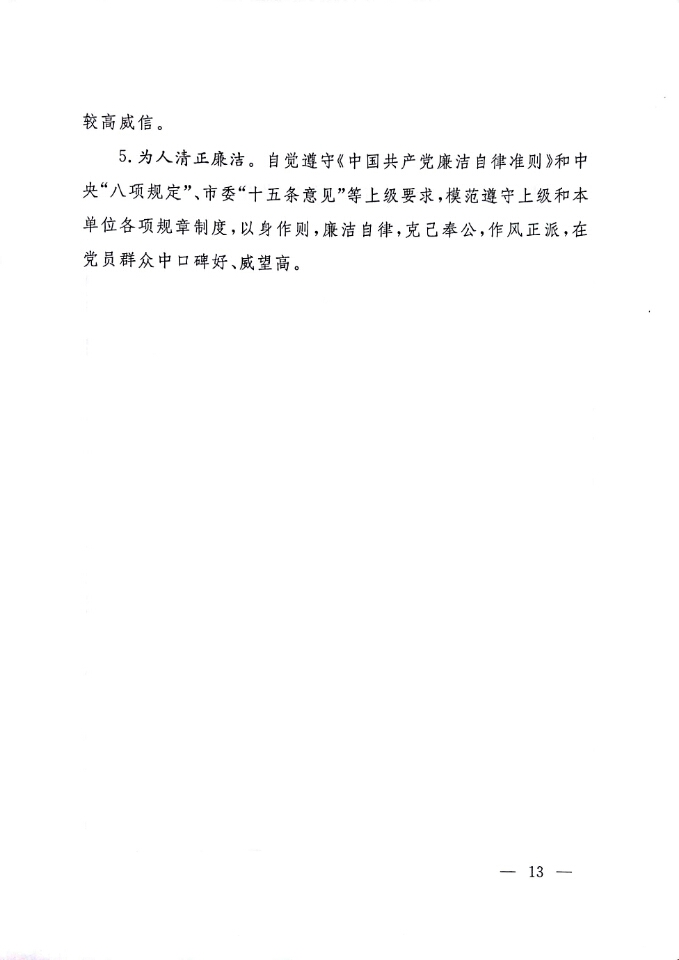 较高威信。
5. 为人清正廉洁。自觉遵守《中国共产党廉洁自律准则》和中
央“八项规定”、市委“十五条意见”等上级要求，模范遵守上级和本
单位各项规章制度，以身作则，廉洁自律，克己奉公，作风正派，在
党员群众中口碑好、威望高。
— 13 —